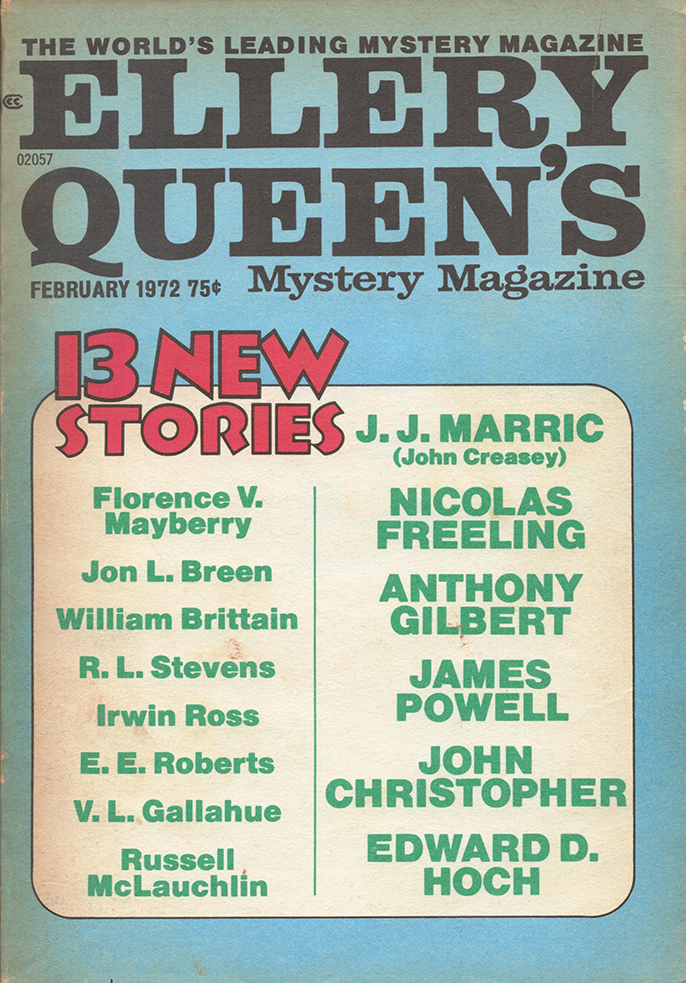 THE WORLD'S LEADING MYSTERY MAGAZINE
ELLERY
CC
02057
QUEEN'S
FEBRUARY 1972 75¢
Mystery Magazine
13 NEW
STORIES
J. J. MARRIC
(John Creasey)
Florence V.
Mayberry
Jon L. Breen
William Brittain
R. L. Stevens
Irwin Ross
E. E. Roberts
V. L. Gallahue
Russell
McLauchlin
NICOLAS
FREELING
ANTHONY
GILBERT
JAMES
POWELL
JOHN
CHRISTOPHER
EDWARD D.
HOCH